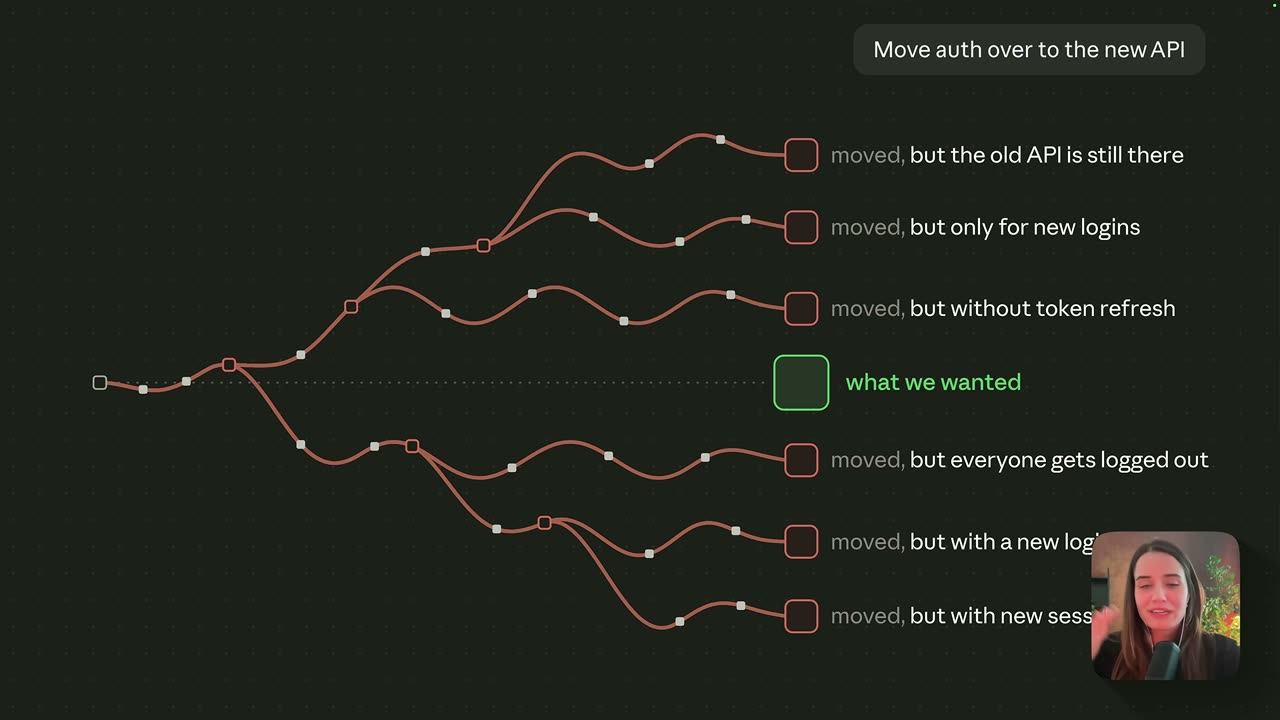 Move auth over to the new API
moved, but the old API is still there
moved, but only for new logins
moved, but without token refresh
what we wanted
moved, but everyone gets logged out
moved, but with a new
moved, but with new